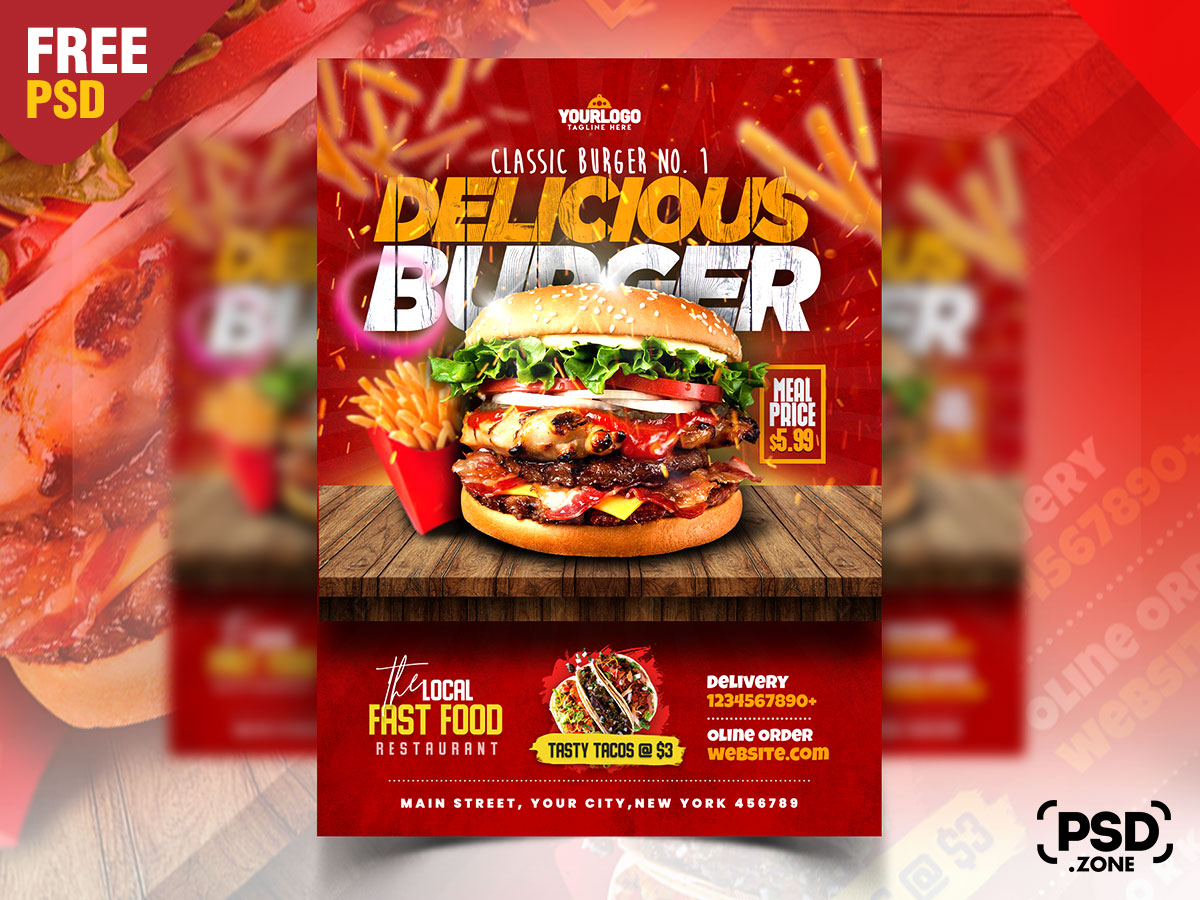 FREE
PSD
YOURLOGO
TAGLINE HERE
CLASSIC BURGER NO. 1
DELICIOUS
BURGER
MEAL
PRICE
$5.99
The LOCAL
FAST FOOD
RESTAURANT
TASTY TACOS @ $3
DELIVERY
1234567890+
OLINE ORDER
WEBSITE.COM
MAIN STREET, YOUR CITY,NEW YORK 456789
PSD
.ZONE